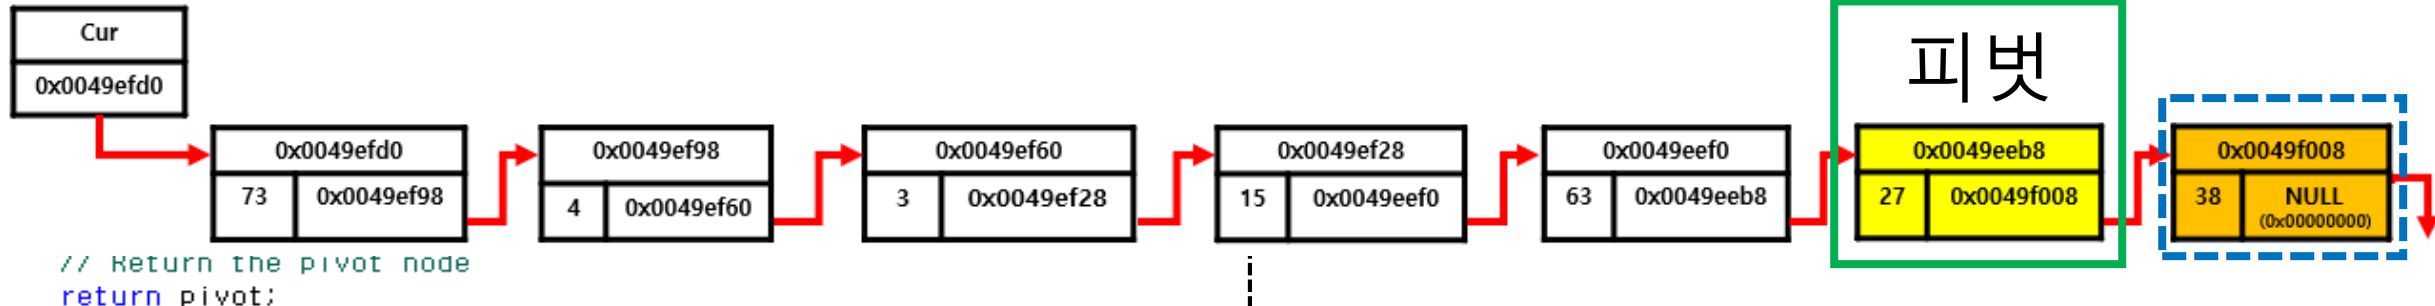 Cur
0x0049efd0
피벗
0x0049efd0
73 0x0049ef98
0x0049ef98
4 0x0049ef60
0x0049ef60
3 0x0049ef28
0x0049ef28
15 0x0049eef0
0x0049eef0
63 0x0049eeb8
0x0049eeb8
27 0x0049f008
0x0049f008
38 NULL
(0x00000000)
// Return the pivot node
return pivot;